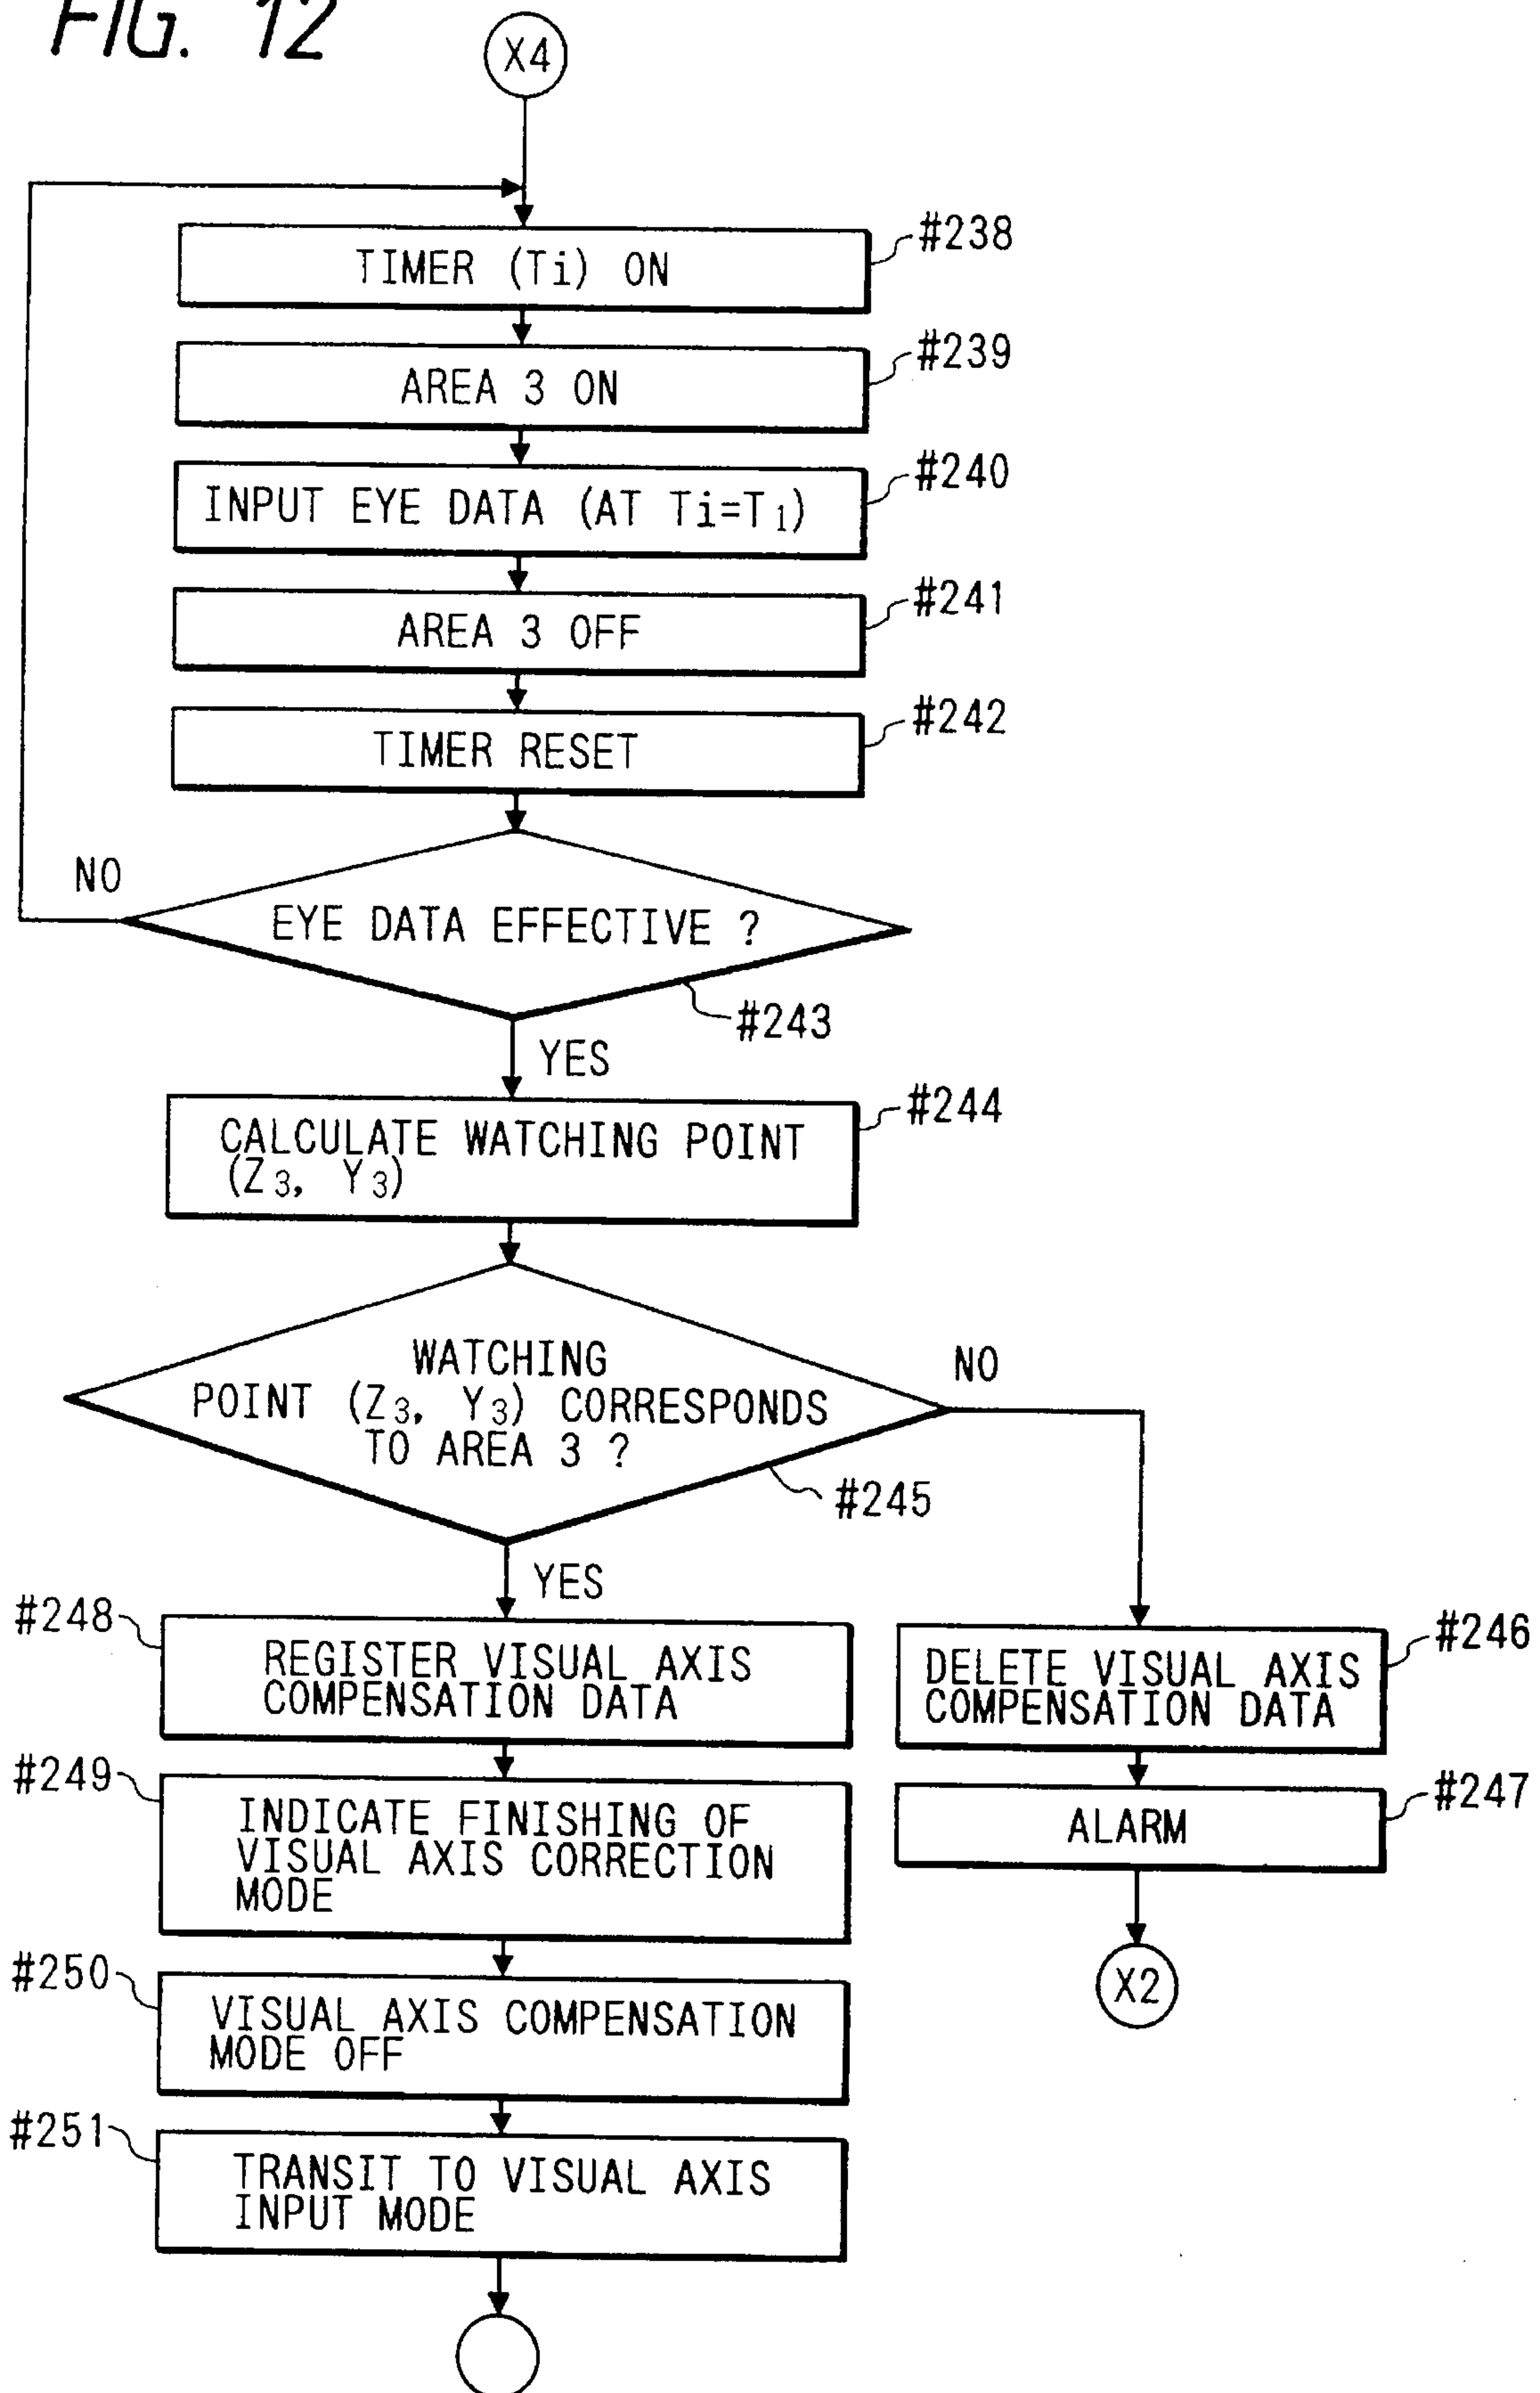 FIG. 12
X4
TIMER (Ti) ON
#238
AREA 3 ON
#239
INPUT EYE DATA (AT Ti=T₁)
#240
AREA 3 OFF
#241
TIMER RESET
#242
NO
EYE DATA EFFECTIVE ?
#243
YES
CALCULATE WATCHING POINT
(Z₃, Y₃)
#244
WATCHING
POINT (Z₃, Y₃) CORRESPONDS
TO AREA 3 ?
NO
#245
YES
#248
REGISTER VISUAL AXIS
COMPENSATION DATA
DELETE VISUAL AXIS
COMPENSATION DATA
#246
#249
INDICATE FINISHING OF
VISUAL AXIS CORRECTION
MODE
ALARM
#247
#250
VISUAL AXIS COMPENSATION
MODE OFF
X2
#251
TRANSIT TO VISUAL AXIS
INPUT MODE